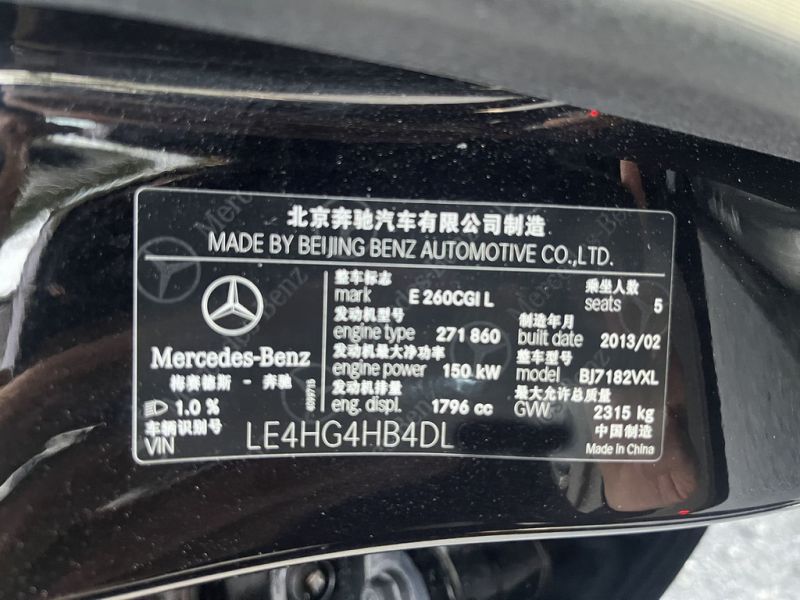 北京奔驰汽车有限公司制造
MADE BY BEIJING BENZ AUTOMOTIVE CO.,LTD.
整车标志
mark E 260CGI L
乘坐人数
seats 5
发动机型号
engine type 271 860
制造年月
built date 2013/02
发动机最大净功率
engine power 150 kW
整车型号
model BJ7182VXL
发动机排量
eng. displ. 1796 cc
最大允许总质量
GVW 2315 kg
Mercedes-Benz
梅赛德斯 - 奔驰
1.0 %
车辆识别号
VIN LE4HG4HB4DL
中国制造
Made in China